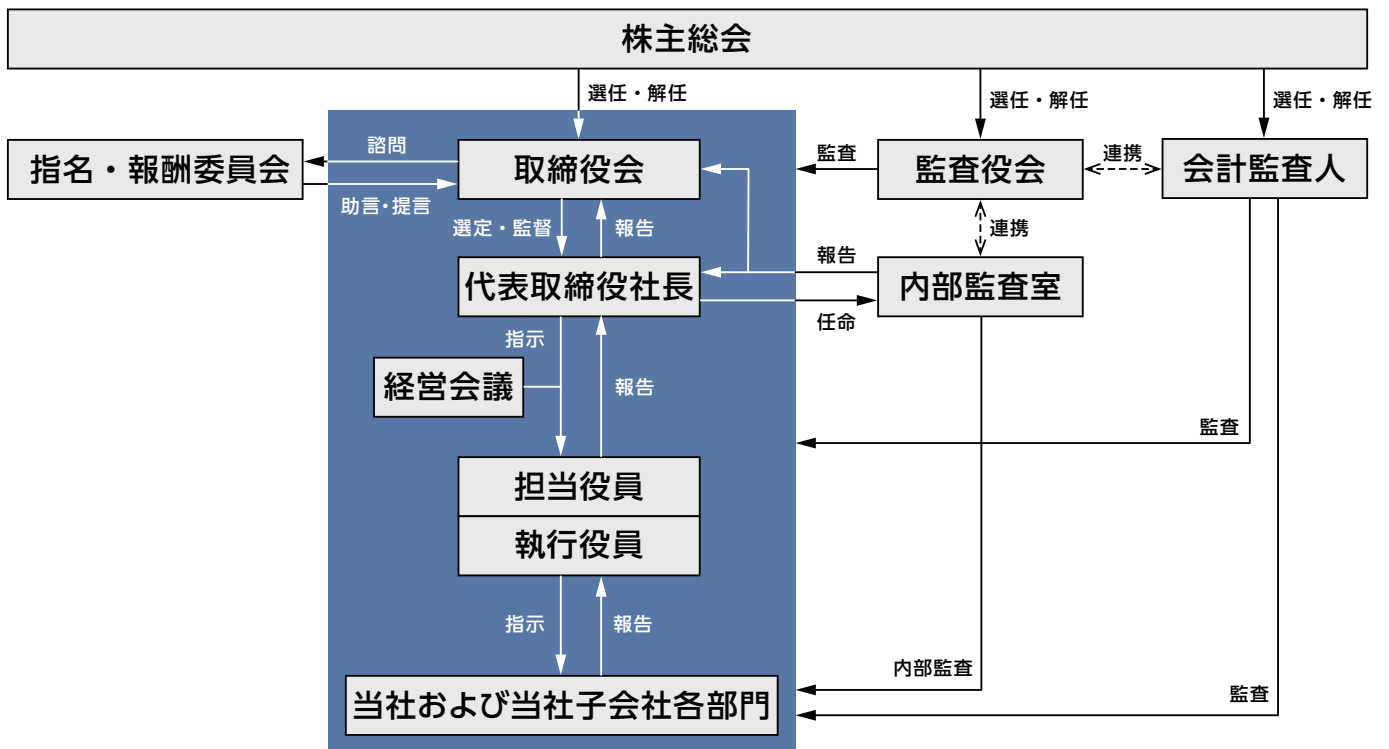 株主総会
選任・解任
選任・解任
選任・解任
指名・報酬委員会
諮問
取締役会
監査
監査役会
連携
会計監査人
助言・提言
選定・監督
報告
連携
代表取締役社長
報告
内部監査室
任命
指示
経営会議
報告
監査
担当役員
執行役員
指示
報告
内部監査
監査
当社および当社子会社各部門